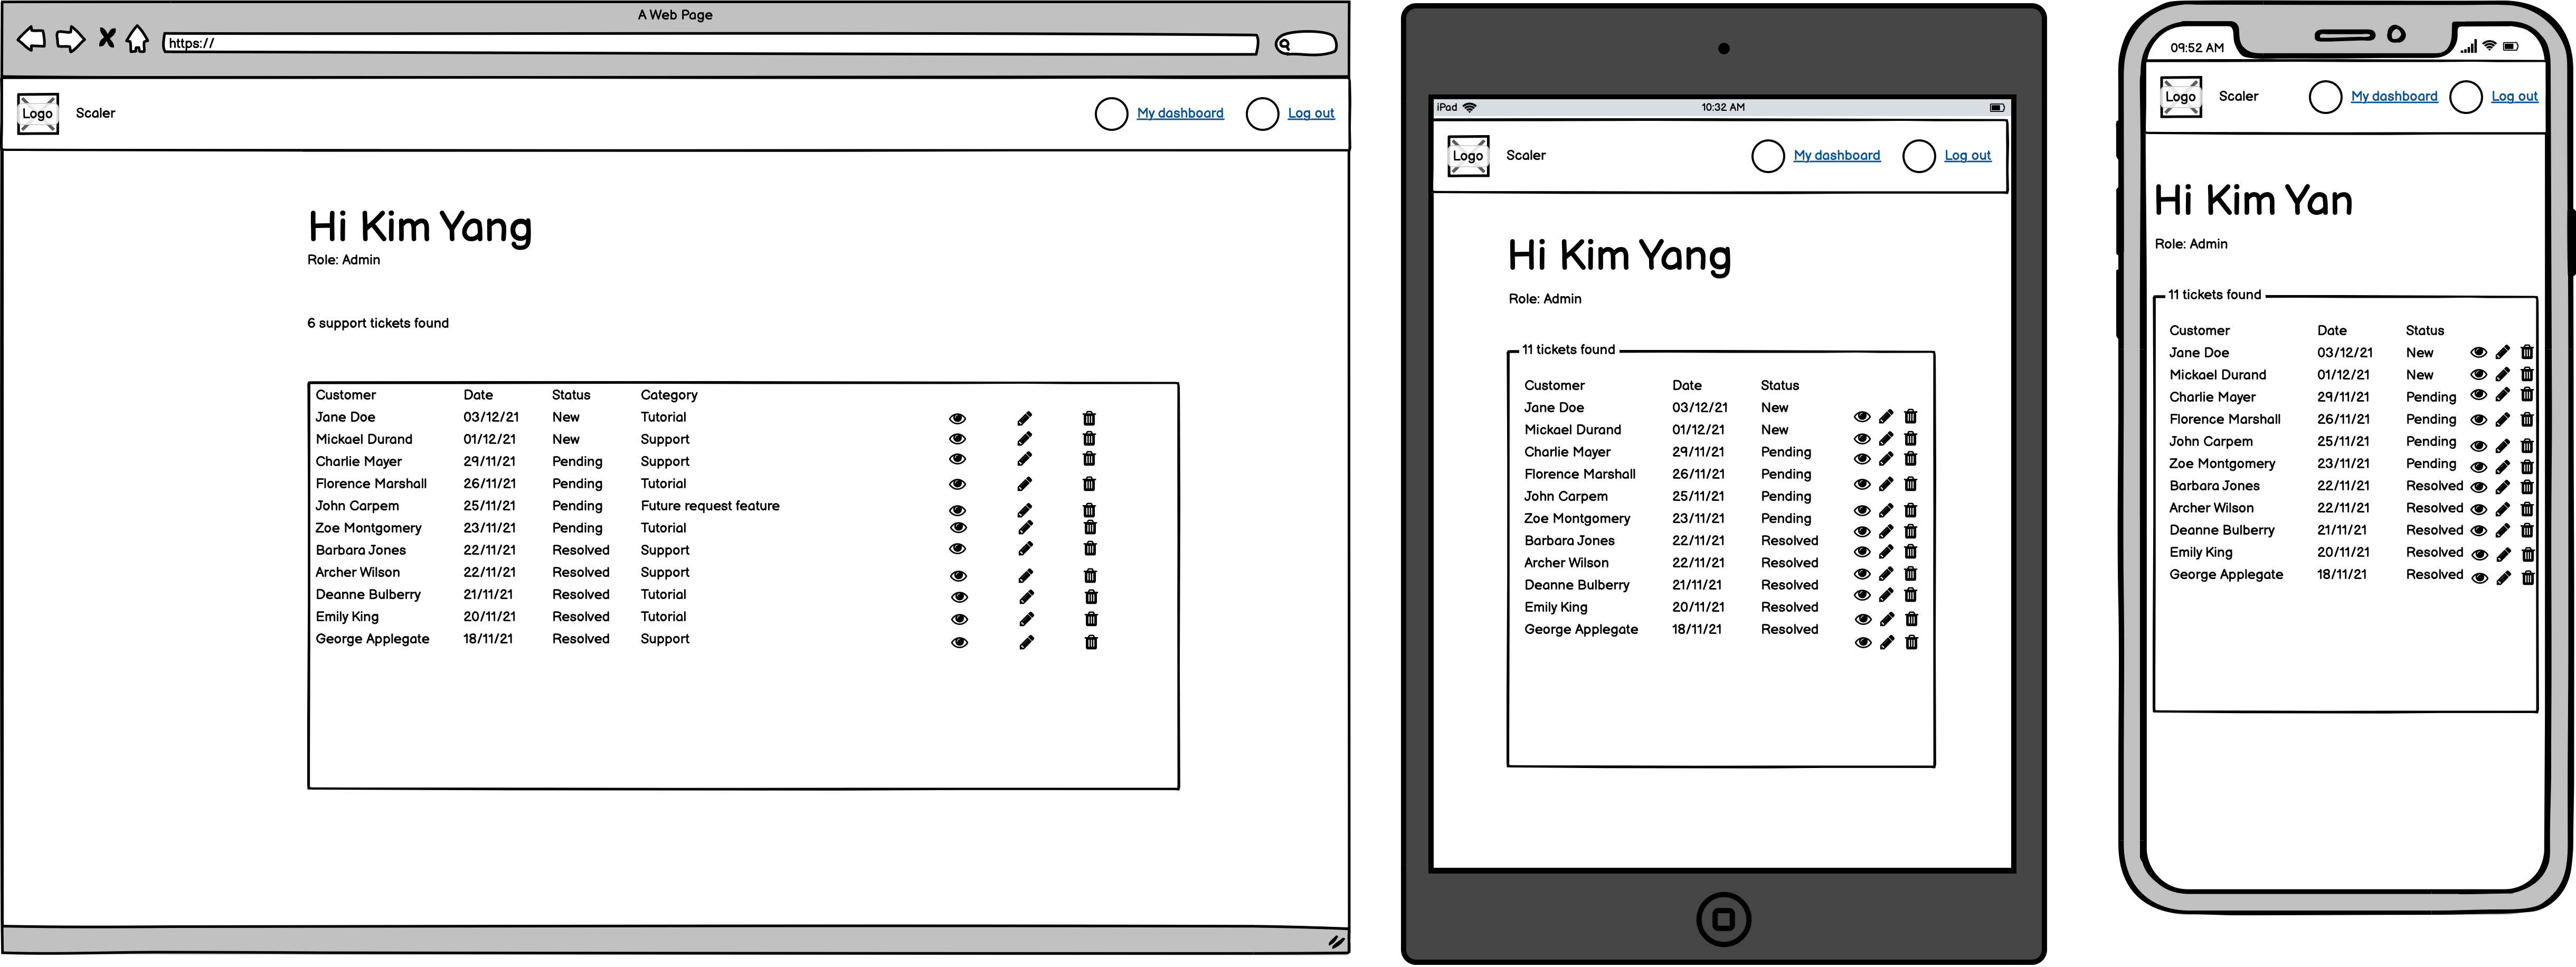 A Web Page
https://
Logo Scaler My dashboard Log out
Hi Kim Yang
Role: Admin
6 support tickets found
Customer Date Status Category
Jane Doe 03/12/21 New Tutorial
Mickael Durand 01/12/21 New Support
Charlie Mayer 29/11/21 Pending Support
Florence Marshall 26/11/21 Pending Tutorial
John Carpem 25/11/21 Pending Future request feature
Zoe Montgomery 23/11/21 Pending Tutorial
Barbara Jones 22/11/21 Resolved Support
Archer Wilson 22/11/21 Resolved Support
Deanne Bulberry 21/11/21 Resolved Tutorial
Emily King 20/11/21 Resolved Tutorial
George Applegate 18/11/21 Resolved Support
iPad 10:32 AM
Logo Scaler My dashboard Log out
Hi Kim Yang
Role: Admin
11 tickets found
Customer Date Status
Jane Doe 03/12/21 New
Mickael Durand 01/12/21 New
Charlie Mayer 29/11/21 Pending
Florence Marshall 26/11/21 Pending
John Carpem 25/11/21 Pending
Zoe Montgomery 23/11/21 Pending
Barbara Jones 22/11/21 Resolved
Archer Wilson 22/11/21 Resolved
Deanne Bulberry 21/11/21 Resolved
Emily King 20/11/21 Resolved
George Applegate 18/11/21 Resolved
09:52 AM
Logo Scaler My dashboard Log out
Hi Kim Yan
Role: Admin
11 tickets found
Customer Date Status
Jane Doe 03/12/21 New
Mickael Durand 01/12/21 New
Charlie Mayer 29/11/21 Pending
Florence Marshall 26/11/21 Pending
John Carpem 25/11/21 Pending
Zoe Montgomery 23/11/21 Pending
Barbara Jones 22/11/21 Resolved
Archer Wilson 22/11/21 Resolved
Deanne Bulberry 21/11/21 Resolved
Emily King 20/11/21 Resolved
George Applegate 18/11/21 Resolved